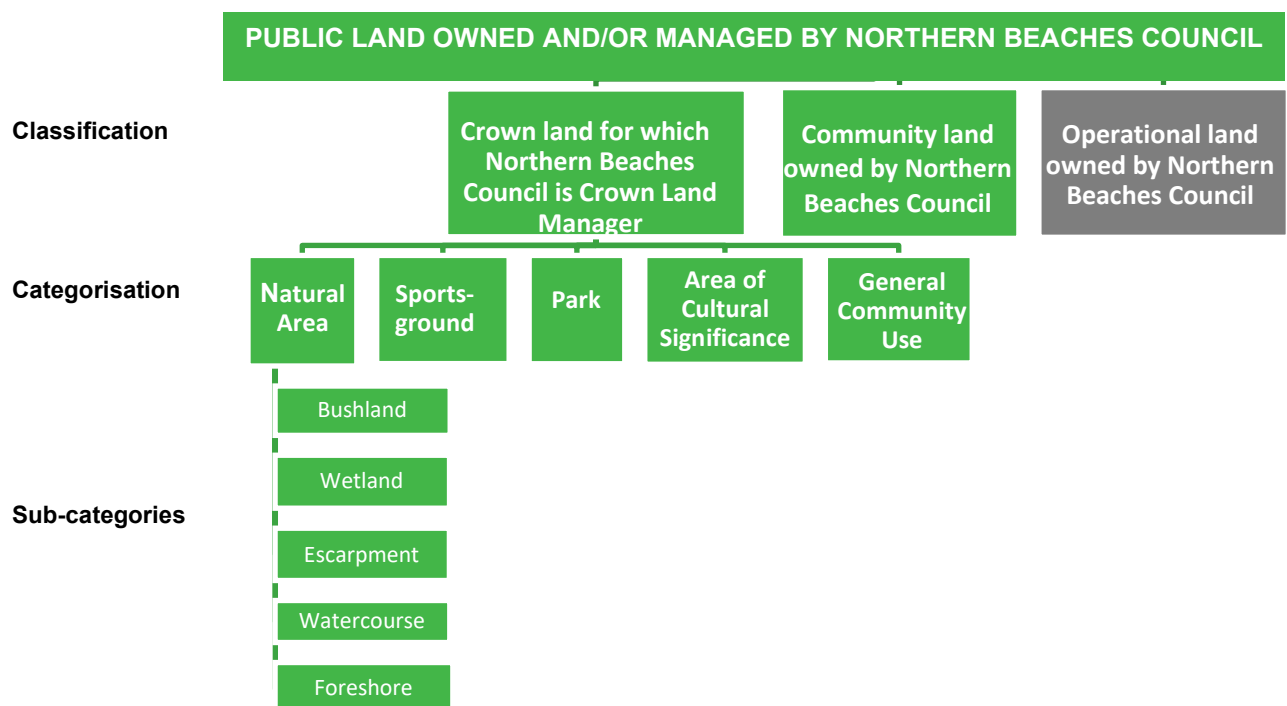 PUBLIC LAND OWNED AND/OR MANAGED BY NORTHERN BEACHES COUNCIL
Classification
Crown land for which
Northern Beaches
Council is Crown Land
Manager
Community land
owned by Northern
Beaches Council
Operational land
owned by Northern
Beaches Council
Categorisation
Natural
Area
Sports-
ground
Park
Area of
Cultural
Significance
General
Community
Use
Sub-categories
Bushland
Wetland
Escarpment
Watercourse
Foreshore